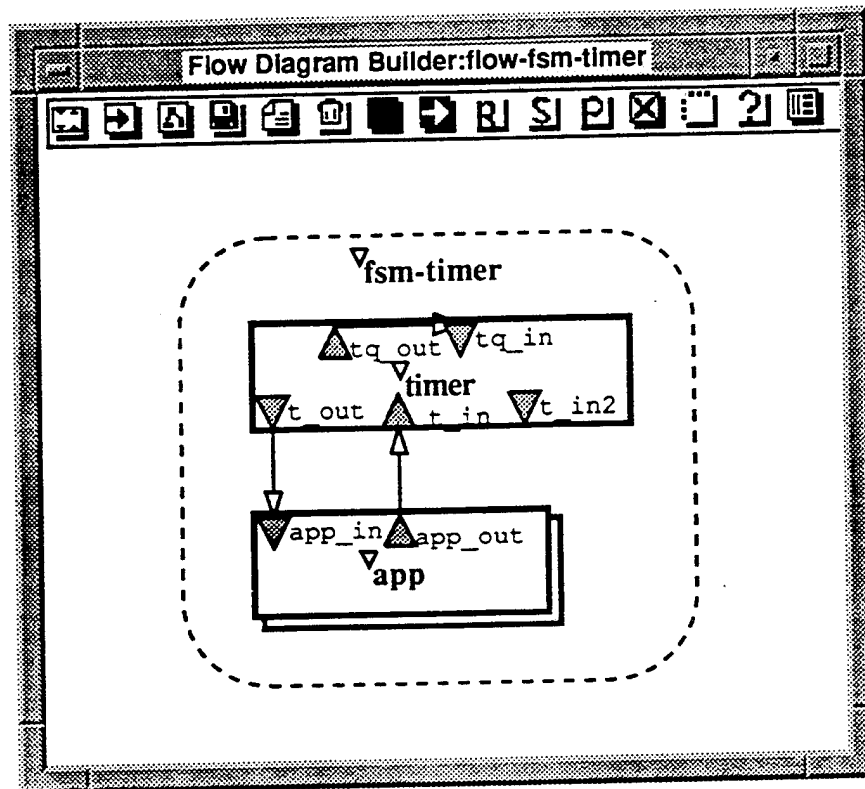 Flow Diagram Builder:flow-fsm-timer
R S P ?
fsm-timer
tq_out tq_in
timer
t_out t_in t_in2
app_in app_out
app